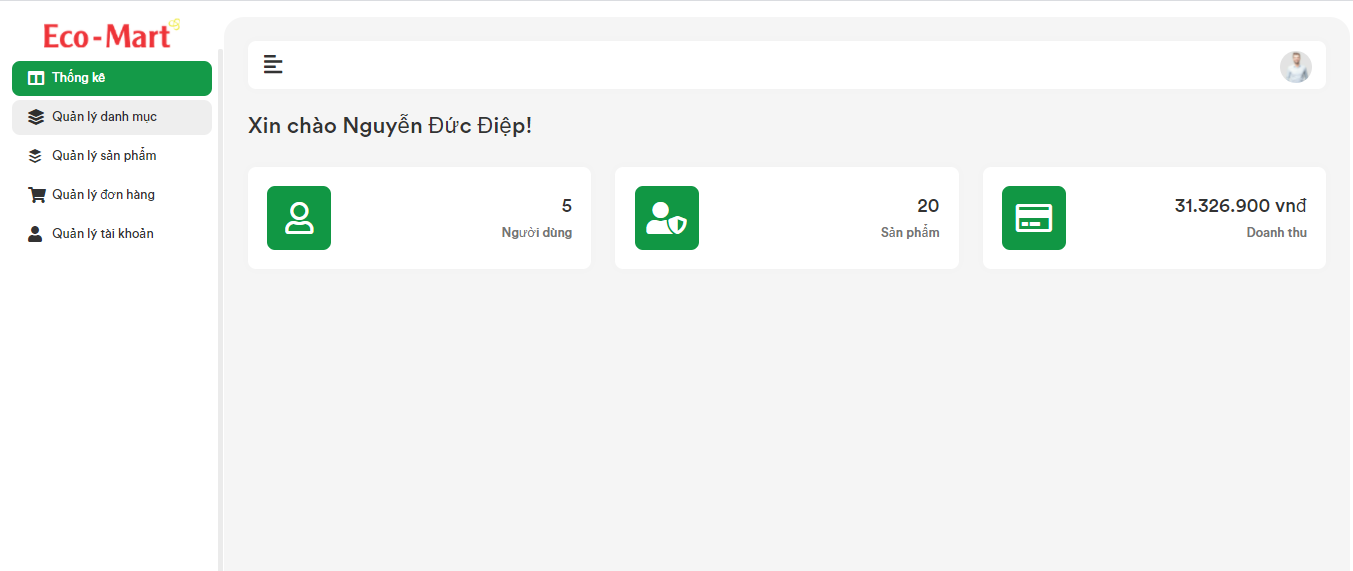 Eco-Mart
Thống kê
Quản lý danh mục
Quản lý sản phẩm
Quản lý đơn hàng
Quản lý tài khoản
Xin chào Nguyễn Đức Điệp!
5
Người dùng
20
Sản phẩm
31.326.900 vnđ
Doanh thu